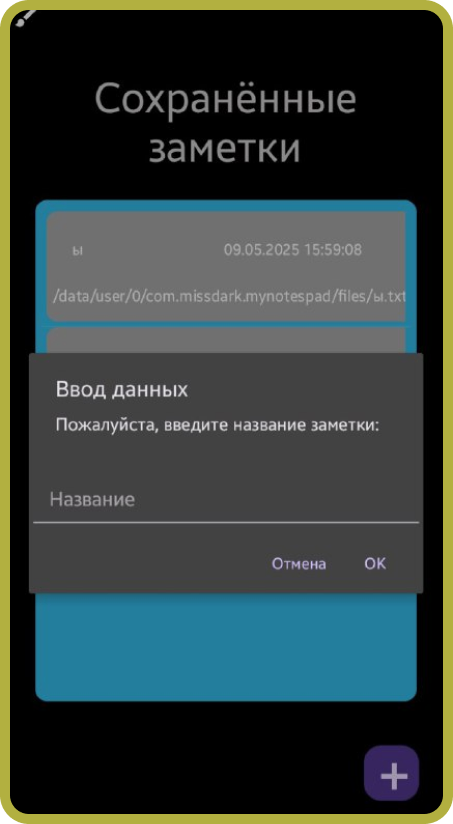 Сохранённые
заметки
ы 09.05.2025 15:59:08
/data/user/0/com.missdark.mynotespad/files/ы.txt
Ввод данных
Пожалуйста, введите название заметки:
Название
Отмена OK
+